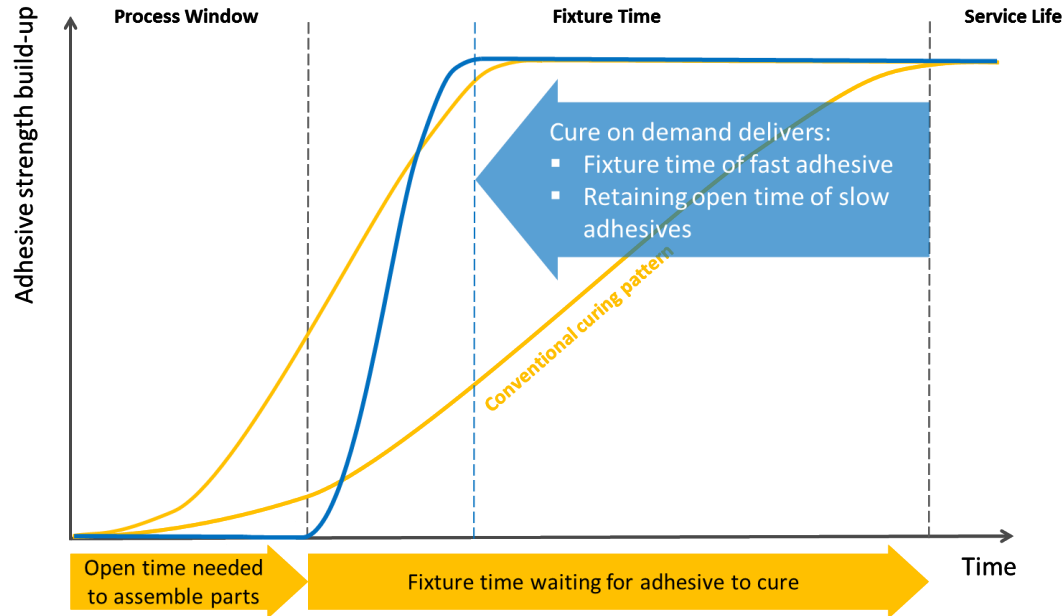 Process Window
Fixture Time
Service Life
Adhesive strength build-up
Cure on demand delivers:
▪ Fixture time of fast adhesive
▪ Retaining open time of slow
adhesives
Conventional curing pattern
Open time needed
to assemble parts
Fixture time waiting for adhesive to cure
Time